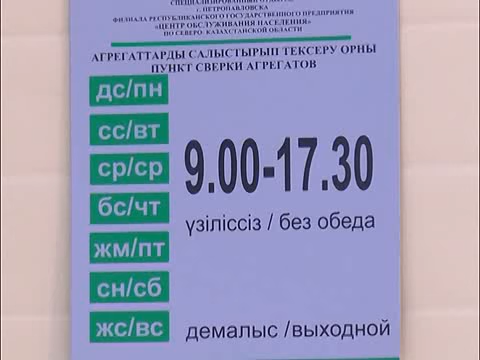 СПЕЦИАЛИЗИРОВАННЫЙ
г. ПЕТРОПАВЛОВСКА
ФИЛИАЛА РЕСПУБЛИКАНСКОГО ГОСУДАРСТВЕННОГО ПРЕДПРИЯТИЯ
«ЦЕНТР ОБСЛУЖИВАНИЯ НАСЕЛЕНИЯ»
ПО СЕВЕРО- КАЗАХСТАНСКОЙ ОБЛАСТИ
АГРЕГАТТАРДЫ САЛЫСТЫРЫП ТЕКСЕРУ ОРНЫ
ПУНКТ СВЕРКИ АГРЕГАТОВ
дс/пн
сс/вт
ср/ср
бс/чт
жм/пт
сн/сб
жс/вс
9.00-17.30
үзіліссіз / без обеда
демалыс /выходной